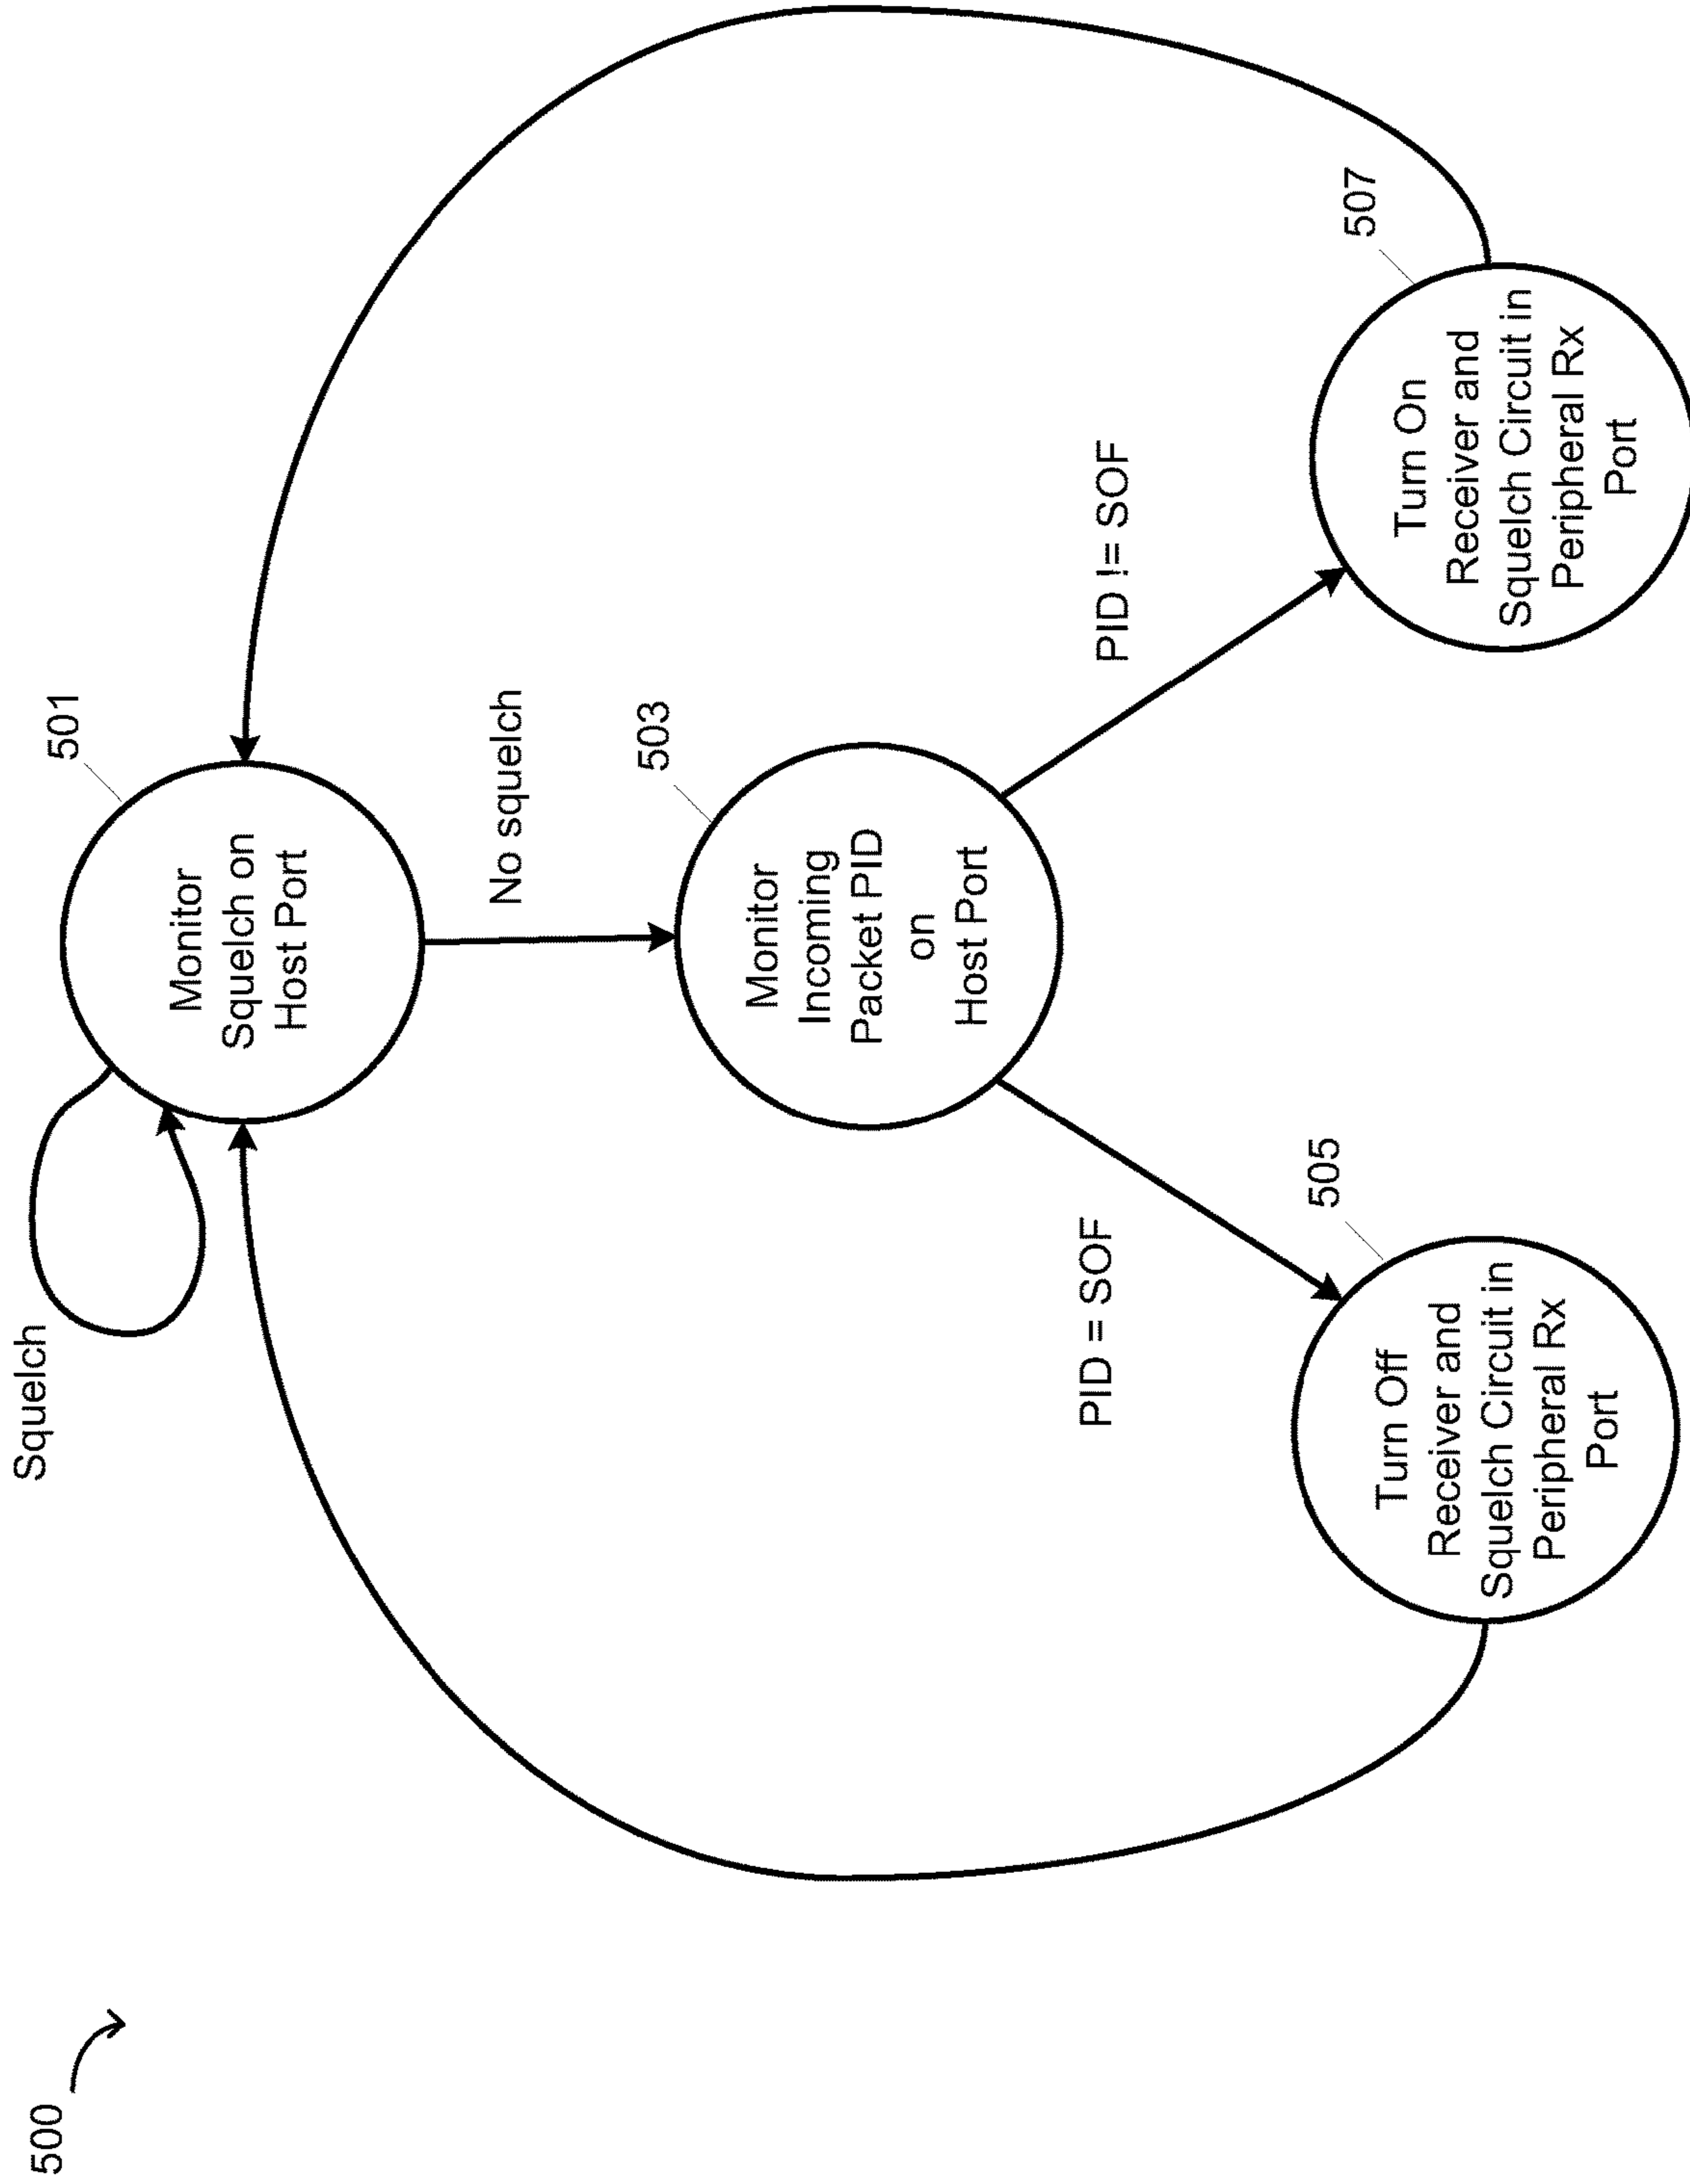 500
Squelch
501
Monitor
Squelch on
Host Port
No squelch
503
Monitor
Incoming
Packet PID
on
Host Port
PID = SOF
PID != SOF
505
Turn Off
Receiver and
Squelch Circuit in
Peripheral Rx
Port
507
Turn On
Receiver and
Squelch Circuit in
Peripheral Rx
Port